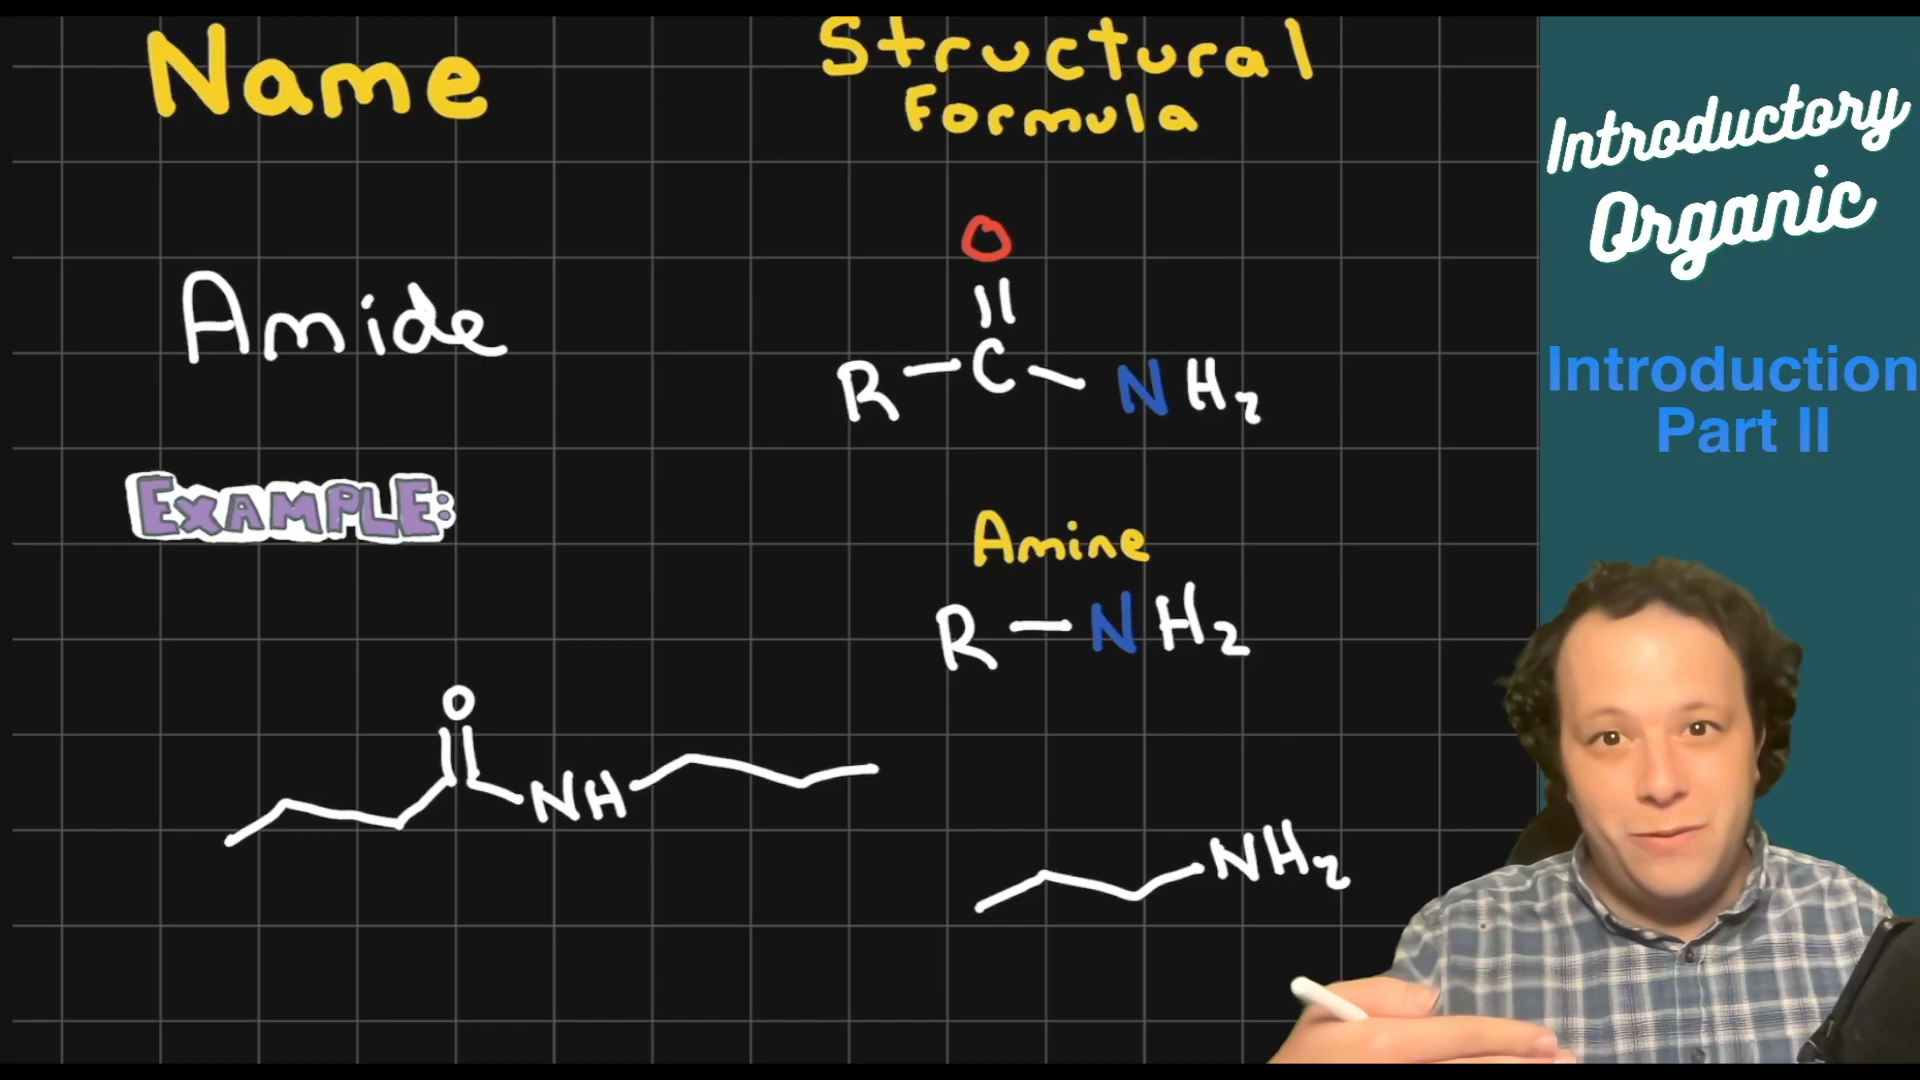 Name
Structural
Formula
Amide
O
||
R-C-NH₂
EXAMPLE:
Amine
R-NH₂
O
NH
NH₂
Introductory
Organic
Introduction
Part II